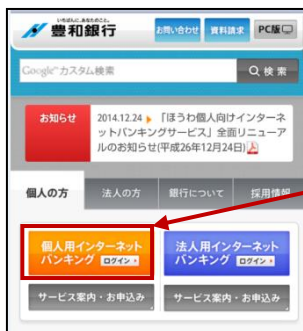 いちばんに、あなたのこと。
豊和銀行
お問い合わせ 資料請求 PC版
Google™カスタム検索 検索
お知らせ
2014.12.24 「ほうわ個人向けインターネ
ットバンキングサービス」全面リニューア
ルのお知らせ(平成26年12月24日)
個人の方 法人の方 銀行について 採用情報
個人用インターネット
バンキング ログイン
法人用インターネット
バンキング ログイン
サービス案内・お申込み サービス案内・お申込み